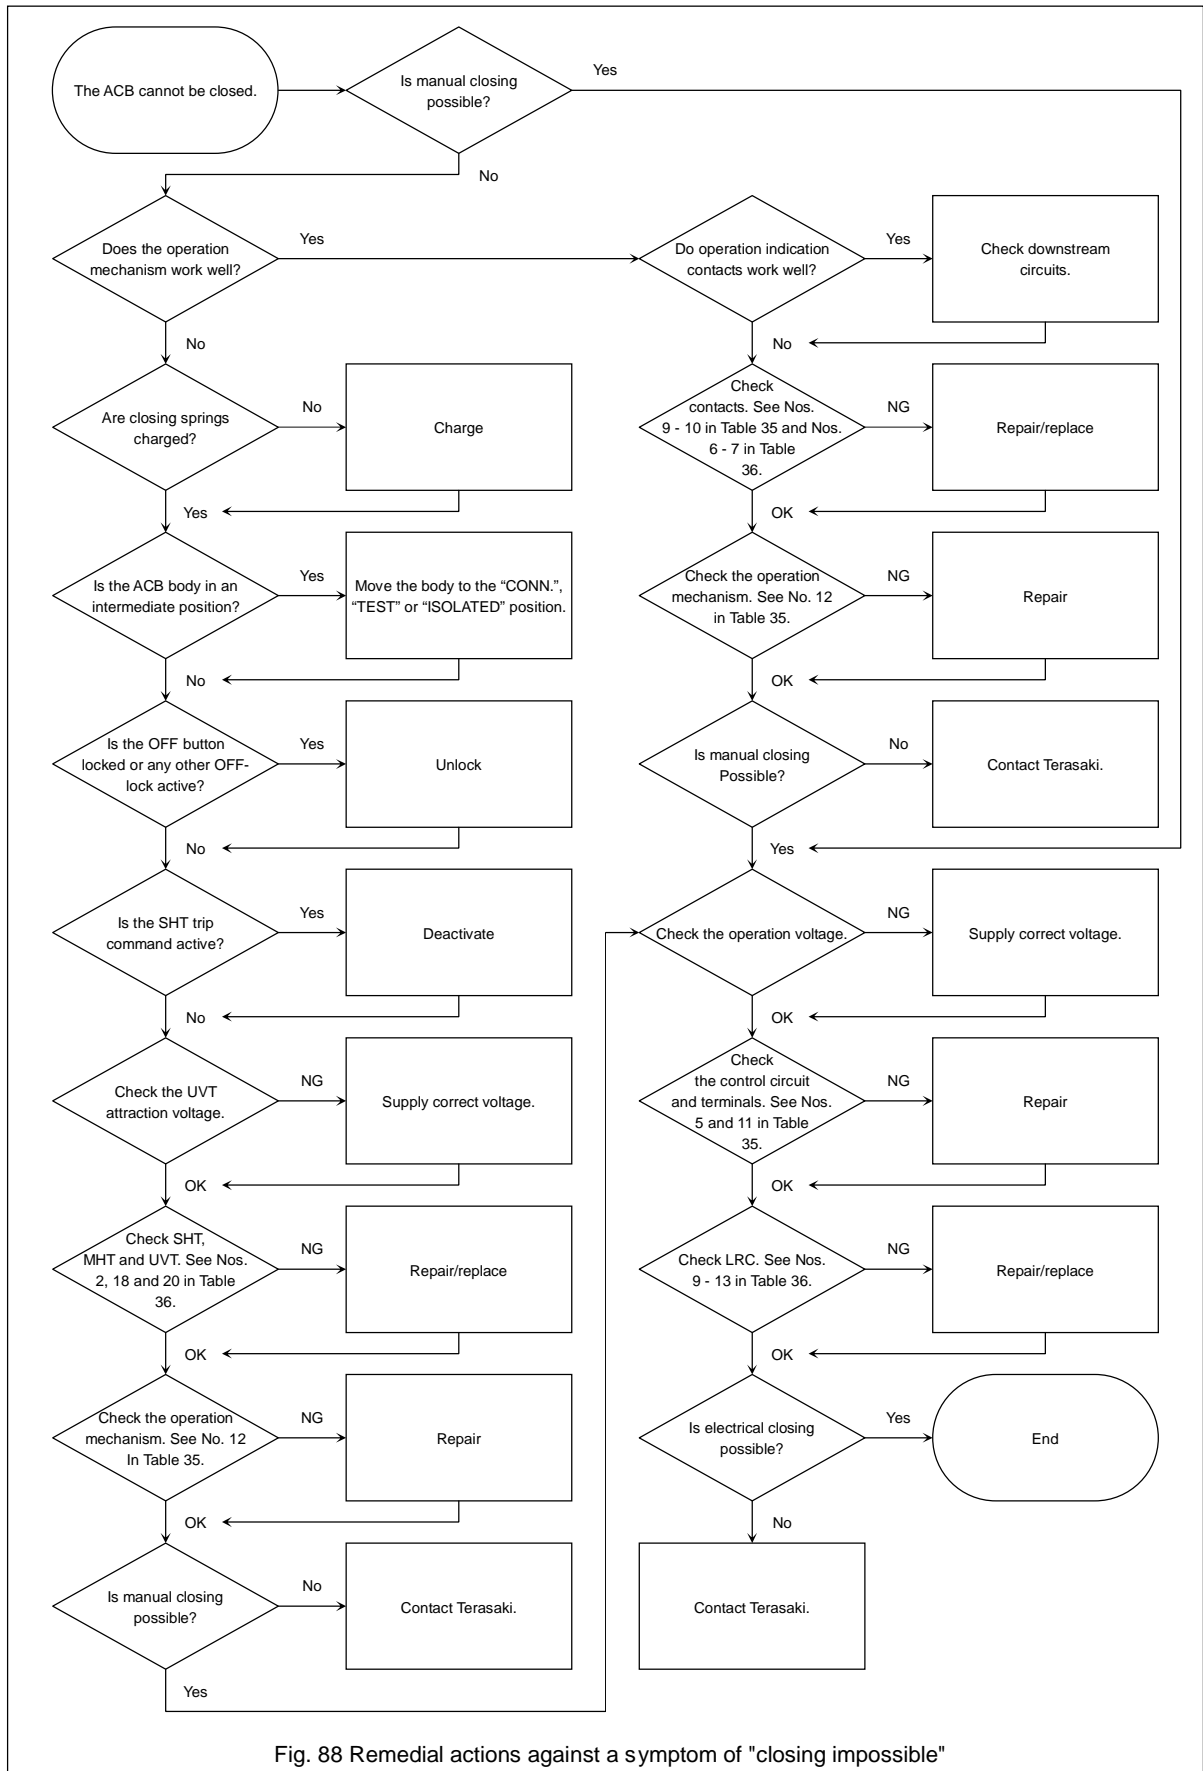 The ACB cannot be closed.
Is manual closing
possible?
Yes
No
Does the operation
mechanism work well?
Yes
Do operation indication
contacts work well?
Yes
Check downstream
circuits.
No
No
Are closing springs
charged?
No
Charge
Check
contacts. See Nos.
9 - 10 in Table 35 and Nos.
6 - 7 in Table
36.
NG
Repair/replace
Yes
OK
Is the ACB body in an
intermediate position?
Yes
Move the body to the “CONN.”,
“TEST” or “ISOLATED” position.
Check the operation
mechanism. See No. 12
in Table 35.
NG
Repair
No
OK
Is the OFF button
locked or any other OFF-
lock active?
Yes
Unlock
Is manual closing
Possible?
No
Contact Terasaki.
No
Yes
Is the SHT trip
command active?
Yes
Deactivate
Check the operation voltage.
NG
Supply correct voltage.
No
OK
Check the UVT
attraction voltage.
NG
Supply correct voltage.
Check
the control circuit
and terminals. See Nos.
5 and 11 in Table
35.
NG
Repair
OK
OK
Check SHT,
MHT and UVT. See Nos.
2, 18 and 20 in Table
36.
NG
Repair/replace
Check LRC. See Nos.
9 - 13 in Table 36.
NG
Repair/replace
OK
OK
Check the operation
mechanism. See No. 12
In Table 35.
NG
Repair
Is electrical closing
possible?
Yes
End
OK
No
Is manual closing
possible?
No
Contact Terasaki.
Contact Terasaki.
Yes
Fig. 88 Remedial actions against a symptom of "closing impossible"